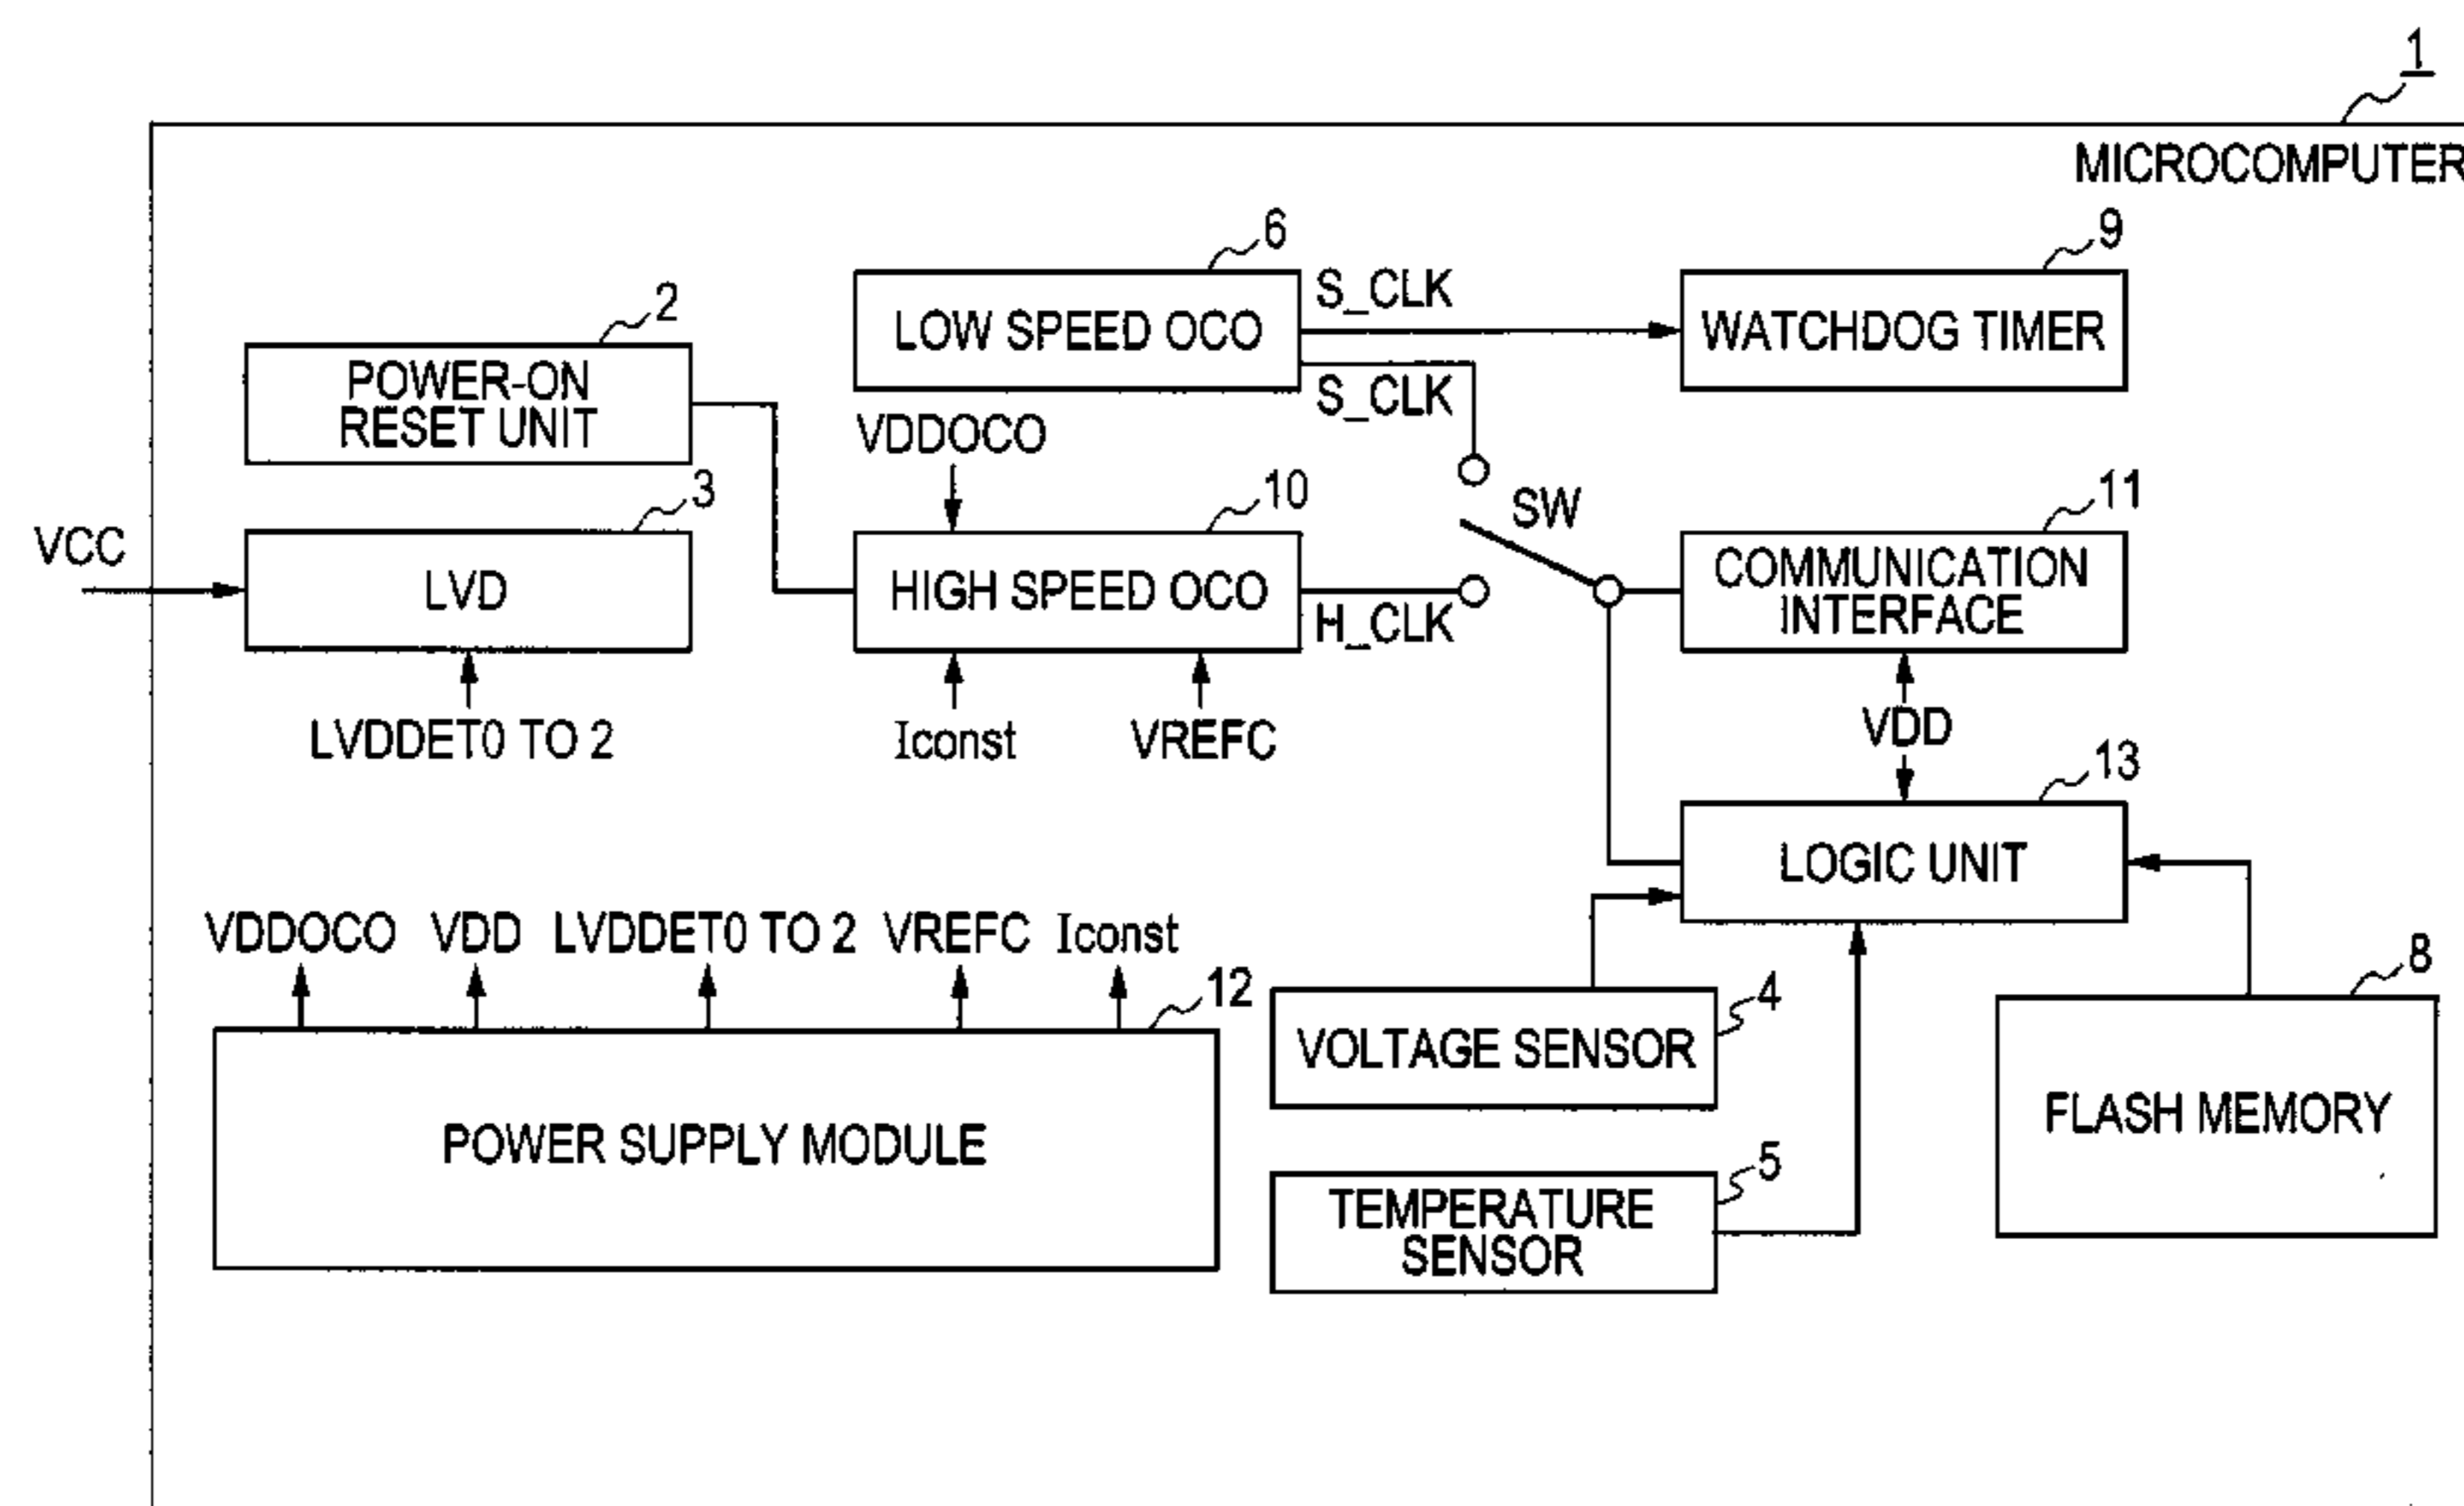 1
MICROCOMPUTER
6
9
S_CLK
LOW SPEED OCO
WATCHDOG TIMER
2
POWER-ON
RESET UNIT
S_CLK
VDDOCO
3
10
SW
11
VCC
LVD
HIGH SPEED OCO
H_CLK
COMMUNICATION
INTERFACE
LVDDET0 TO 2
Iconst
VREFC
VDD
13
LOGIC UNIT
VDDOCO
VDD
LVDDET0 TO 2
VREFC
Iconst
12
4
8
VOLTAGE SENSOR
POWER SUPPLY MODULE
FLASH MEMORY
5
TEMPERATURE
SENSOR